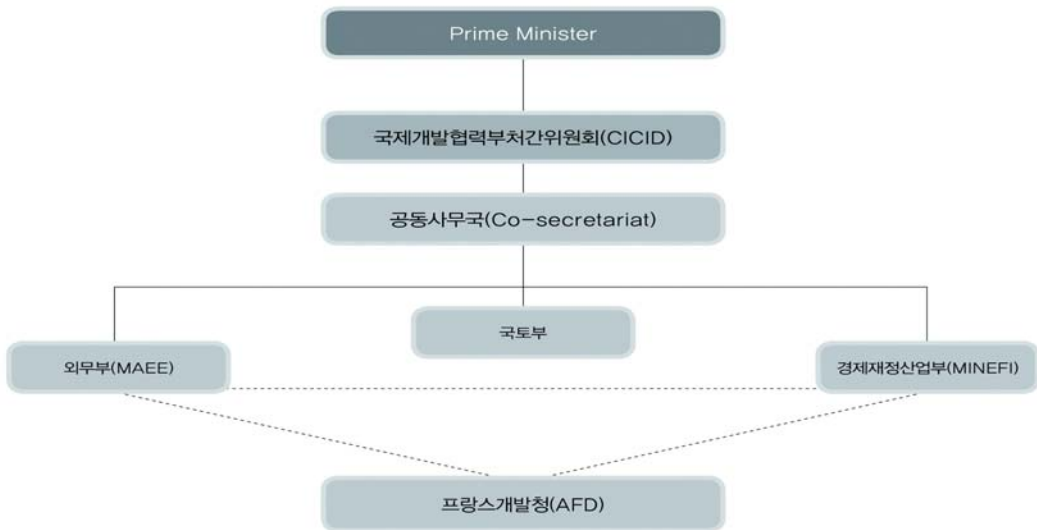 Prime Minister
국제개발협력부처간위원회(CICID)
공동사무국(Co-secretariat)
국토부
외무부(MAEE)
경제재정산업부(MINEFI)
프랑스개발청(AFD)